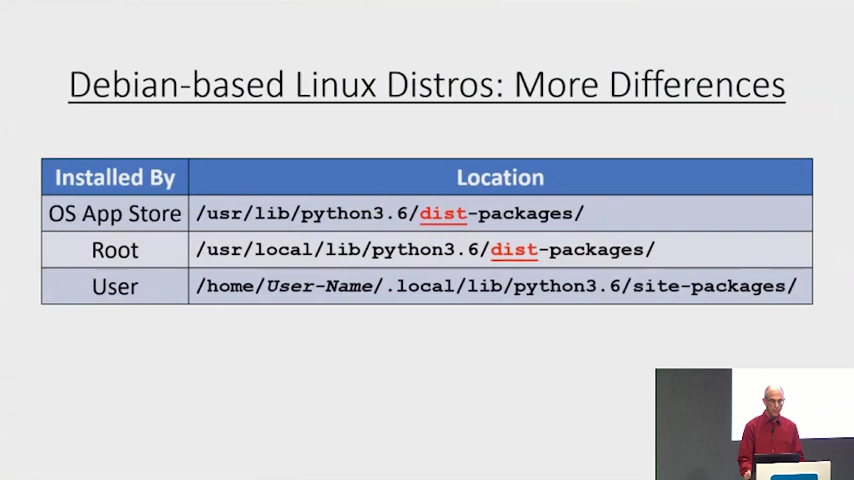 Debian-based Linux Distros: More Differences
Installed By Location
OS App Store /usr/lib/python3.6/dist-packages/
Root /usr/local/lib/python3.6/dist-packages/
User /home/User-Name/.local/lib/python3.6/site-packages/